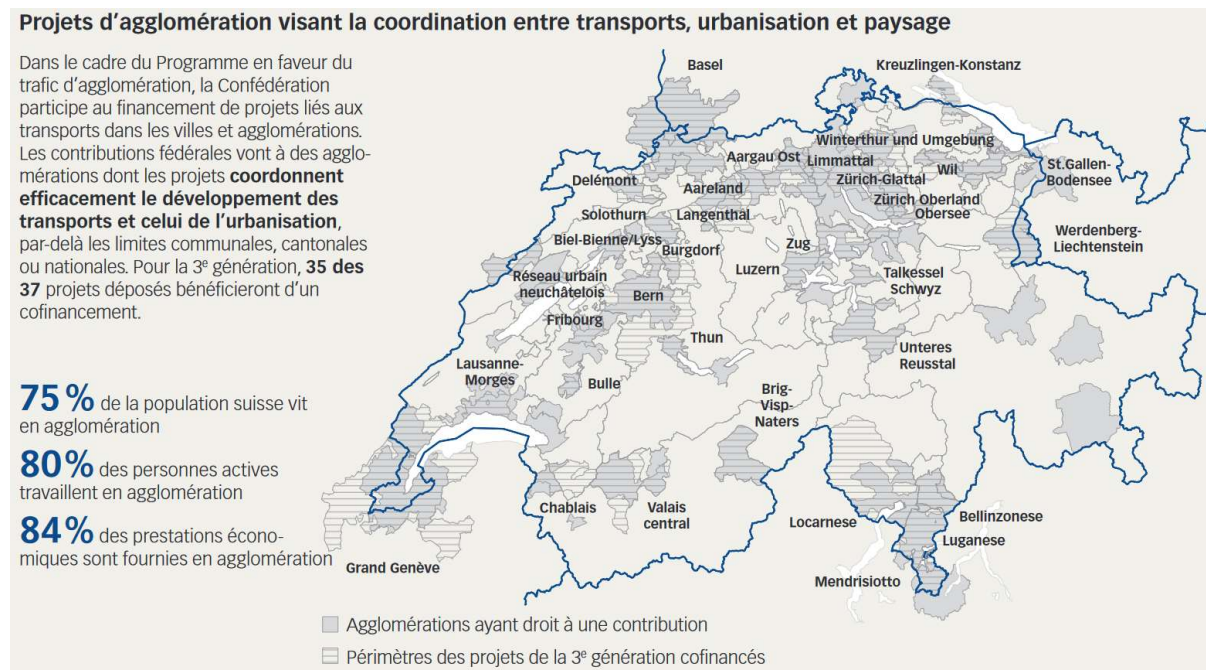 Projets d'agglomération visant la coordination entre transports, urbanisation et paysage
Dans le cadre du Programme en faveur du
trafic d'agglomération, la Confédération
participe au financement de projets liés aux
transports dans les villes et agglomérations.
Les contributions fédérales vont à des agglo-
mérations dont les projets coordonnent
efficacement le développement des
transports et celui de l'urbanisation,
par-delà les limites communales, cantonales
ou nationales. Pour la 3e génération, 35 des
37 projets déposés bénéficieront d'un
cofinancement.
75 % de la population suisse vit
en agglomération
80 % des personnes actives
travaillent en agglomération
84 % des prestations écono-
miques sont fournies en agglomération
Basel
Kreuzlingen-Konstanz
Winterthur und Umgebung
Aargau Ost
Limmattal
St.Gallen-
Bodensee
Delémont
Aareland
Zürich-Glattal
Wil
Zürich Oberland
Obersee
Solothurn
Langenthal
Werdenberg-
Liechtenstein
Biel-Bienne/Lyss
Burgdorf
Zug
Luzern
Réseau urbain
neuchâtelois
Talkessel
Schwyz
Bern
Fribourg
Thun
Unteres
Reusstal
Lausanne-
Morges
Bulle
Brig-
Visp-
Naters
Chablais
Valais
central
Locarnese
Bellinzonese
Luganese
Grand Genève
Mendrisiotto
Agglomérations ayant droit à une contribution
Périmètres des projets de la 3e génération cofinancés